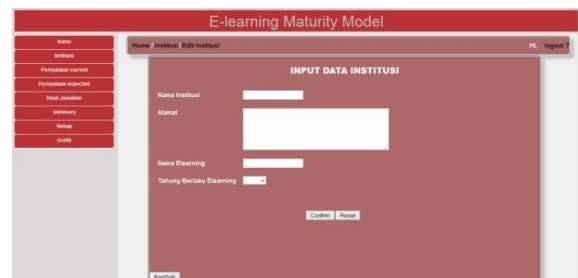 E-learning Maturity Model
home
Institusi
Pernyataan current
Pernyataan expected
Hasil Jawaban
summary
Rekap
Grafik
Home / Institusi / Edit Institusi
Hi, logout ?
INPUT DATA INSTITUSI
Nama Institusi
Alamat
Nama Elearning
Tahung Berlaku Elearning
Confirm Reset
Kembali